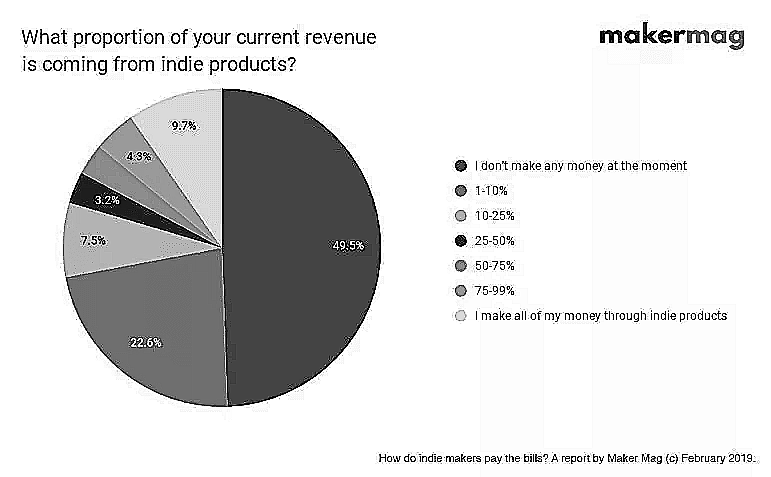 What proportion of your current revenue
is coming from indie products?
makermag
9.7%
4.3%
3.2%
7.5%
49.5%
22.6%
I don't make any money at the moment
1-10%
10-25%
25-50%
50-75%
75-99%
I make all of my money through indie products
How do indie makers pay the bills? A report by Maker Mag (c) February 2019.